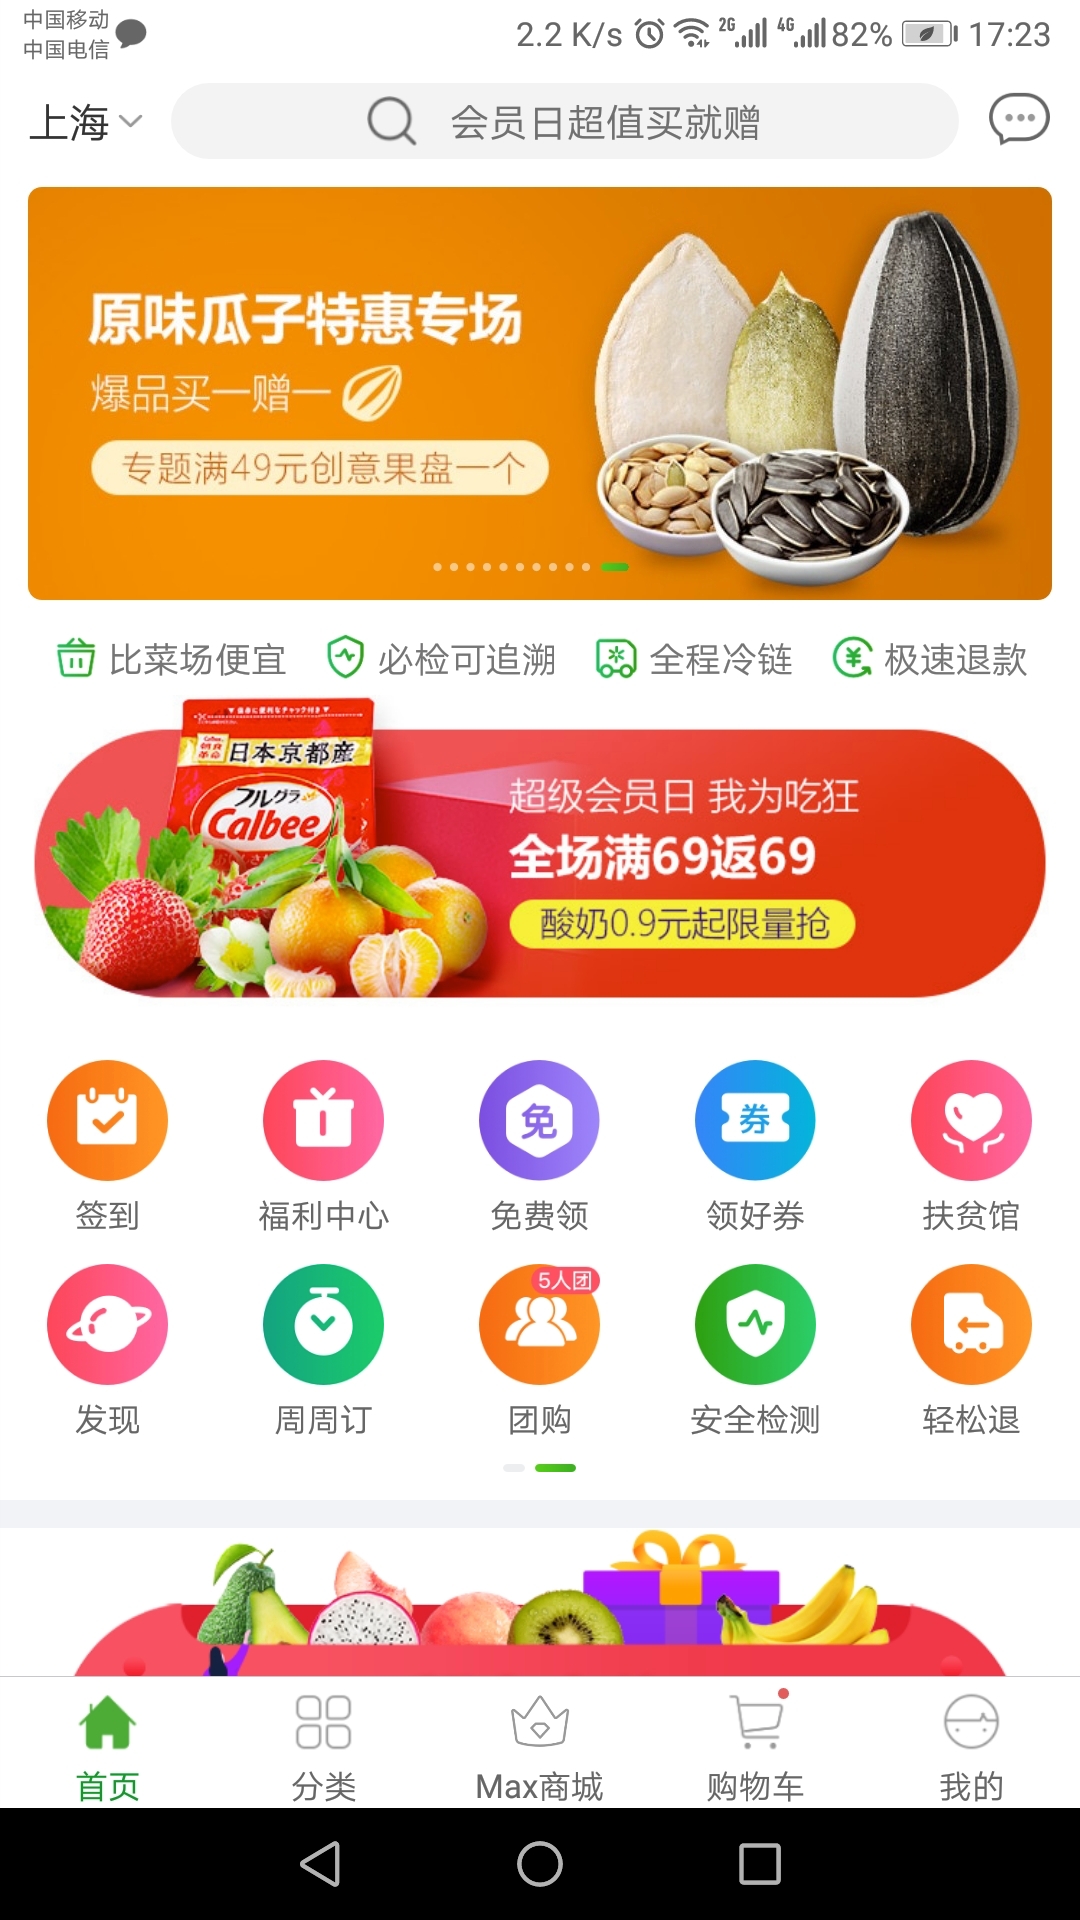 中国移动
中国电信
2.2 K/s 2G 4G 82% 17:23
上海
会员日超值买就赠
原味瓜子特惠专场
爆品买一赠一
专题满49元创意果盘一个
比菜场便宜 必检可追溯 全程冷链 极速退款
日本京都産
フルグラ
Calbee
超级会员日 我为吃狂
全场满69返69
酸奶0.9元起限量抢
免 券
签到 福利中心 免费领 领好券 扶贫馆
5人团
发现 周周订 团购 安全检测 轻松退
首页 分类 Max商城 购物车 我的